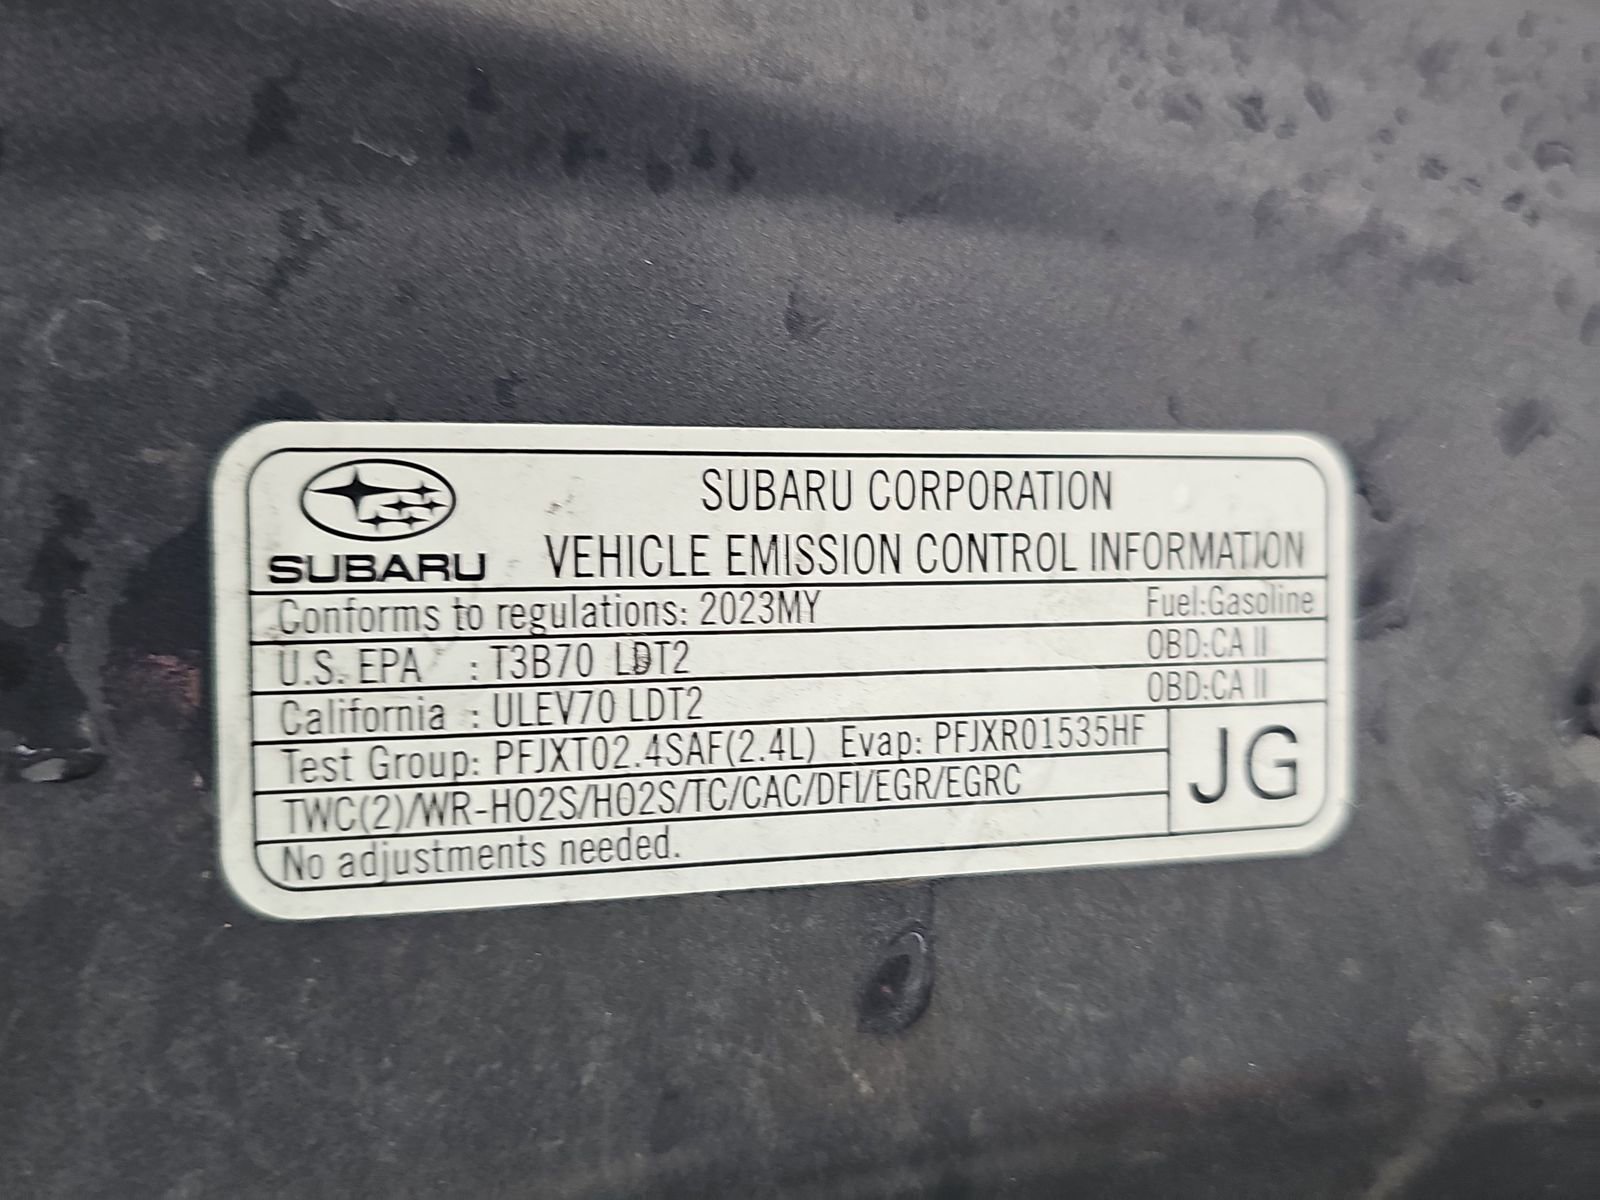 SUBARU CORPORATION
SUBARU VEHICLE EMISSION CONTROL INFORMATION
Conforms to regulations: 2023MY Fuel:Gasoline
U.S. EPA : T3B70 LDT2 OBD:CA II
California : ULEV70 LDT2 OBD:CA II
Test Group: PFJXT02.4SAF(2.4L) Evap: PFJXR01535HF
TWC(2)/WR-HO2S/HO2S/TC/CAC/DFI/EGR/EGRC
JG
No adjustments needed.